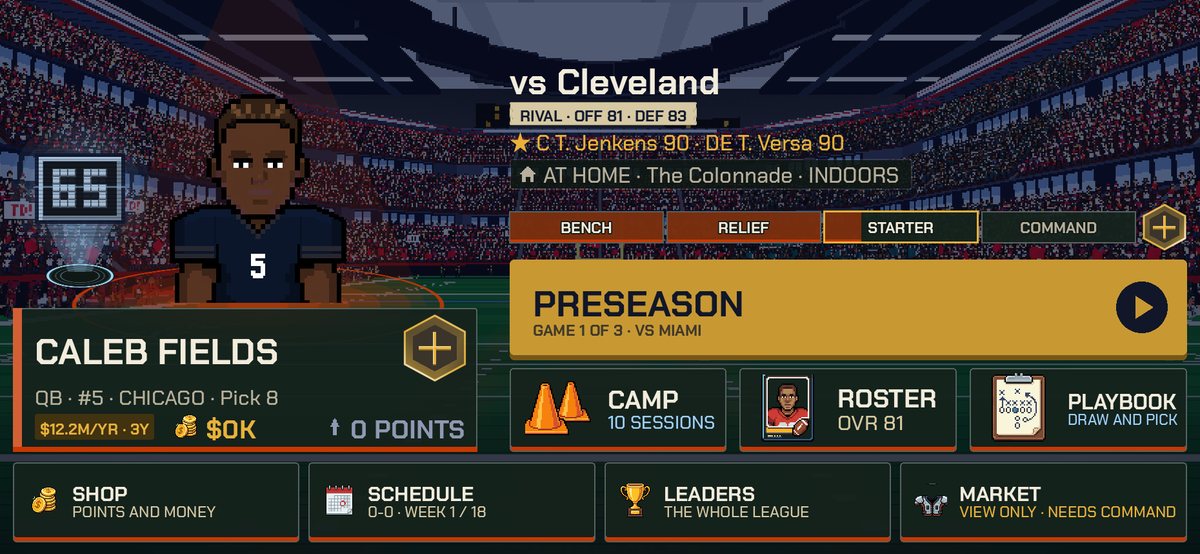 vs Cleveland
RIVAL · OFF 81 · DEF 83
★ C T. Jenkens 90 · DE T. Versa 90
AT HOME · The Colonnade · INDOORS
65
TD!
5
BENCH
RELIEF
STARTER
COMMAND
PRESEASON
GAME 1 OF 3 · VS MIAMI
CALEB FIELDS
QB · #5 · CHICAGO · Pick 8
$12.2M/YR · 3Y
$0K
0 POINTS
CAMP
10 SESSIONS
ROSTER
OVR 81
PLAYBOOK
DRAW AND PICK
SHOP
POINTS AND MONEY
SCHEDULE
0-0 · WEEK 1 / 18
LEADERS
THE WHOLE LEAGUE
MARKET
VIEW ONLY · NEEDS COMMAND